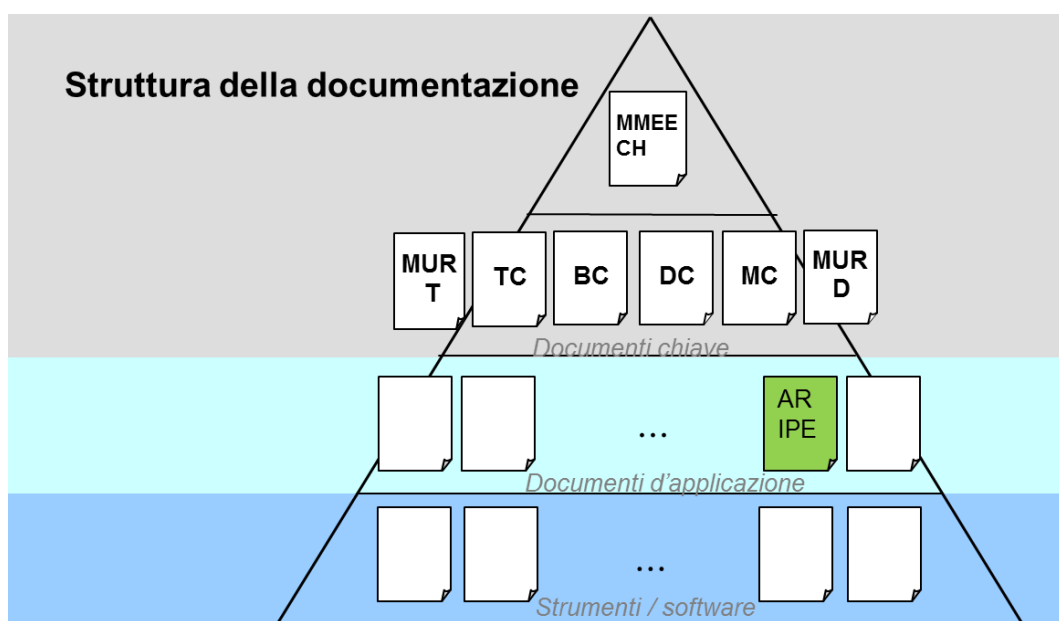 Struttura della documentazione
MMEE
CH
MUR
T
TC
BC
DC
MC
MUR
D
Documenti chiave
...
AR
IPE
Documenti d'applicazione
...
Strumenti / software